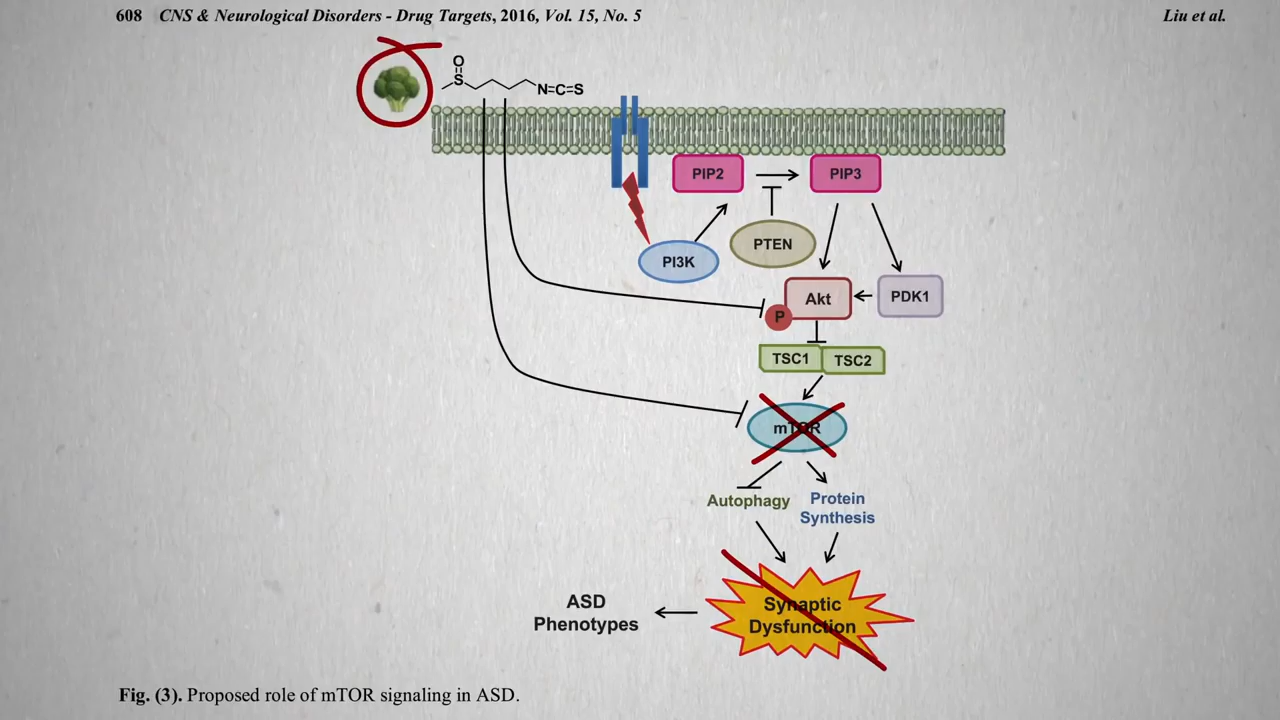 608 CNS & Neurological Disorders - Drug Targets, 2016, Vol. 15, No. 5
Liu et al.
O
S
N=C=S
PIP2
PIP3
PTEN
PI3K
Akt
PDK1
P
TSC1
TSC2
mTOR
Autophagy
Protein
Synthesis
ASD
Phenotypes
Synaptic
Dysfunction
Fig. (3). Proposed role of mTOR signaling in ASD.